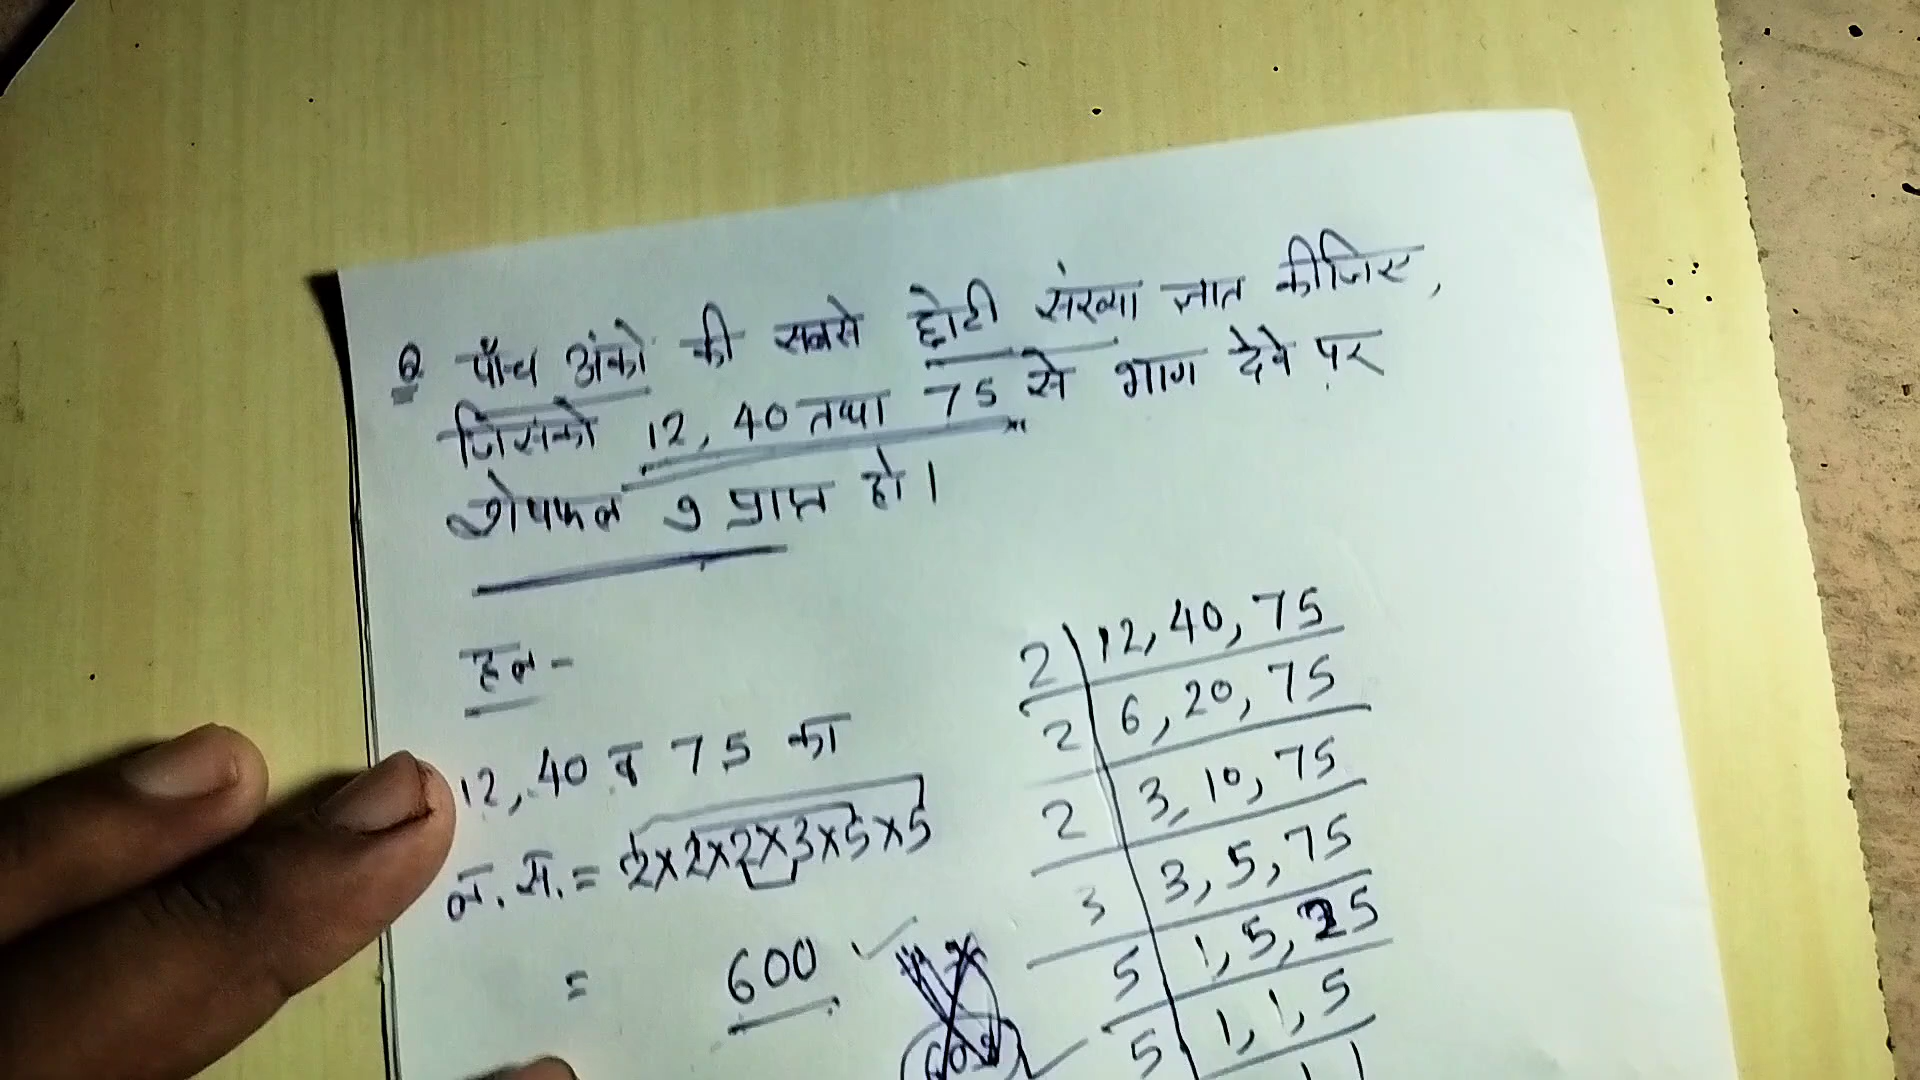 Q पाँच अंको की सबसे छोटी संख्या ज्ञात कीजिए,
जिसको 12, 40 तथा 75 से भाग देने पर
शेषफल 9 प्राप्त हो।
हल -
12, 40 व 75 का
ल. स. = 2×2×2×3×5×5
= 600
2 | 12, 40, 75
2 | 6, 20, 75
2 | 3, 10, 75
3 | 3, 5, 75
5 | 1, 5, 25
5 | 1, 1, 5
1 1